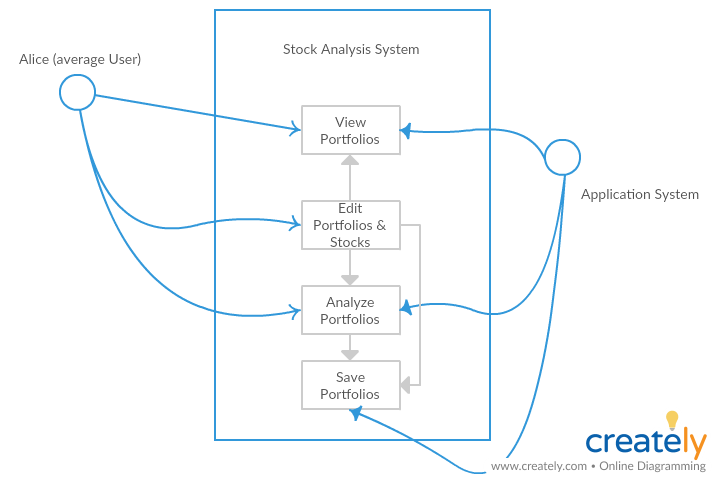 Stock Analysis System
Alice (average User)
View
Portfolios
Application System
Edit
Portfolios &
Stocks
Analyze
Portfolios
Save
Portfolios
creately
www.creately.com • Online Diagramming